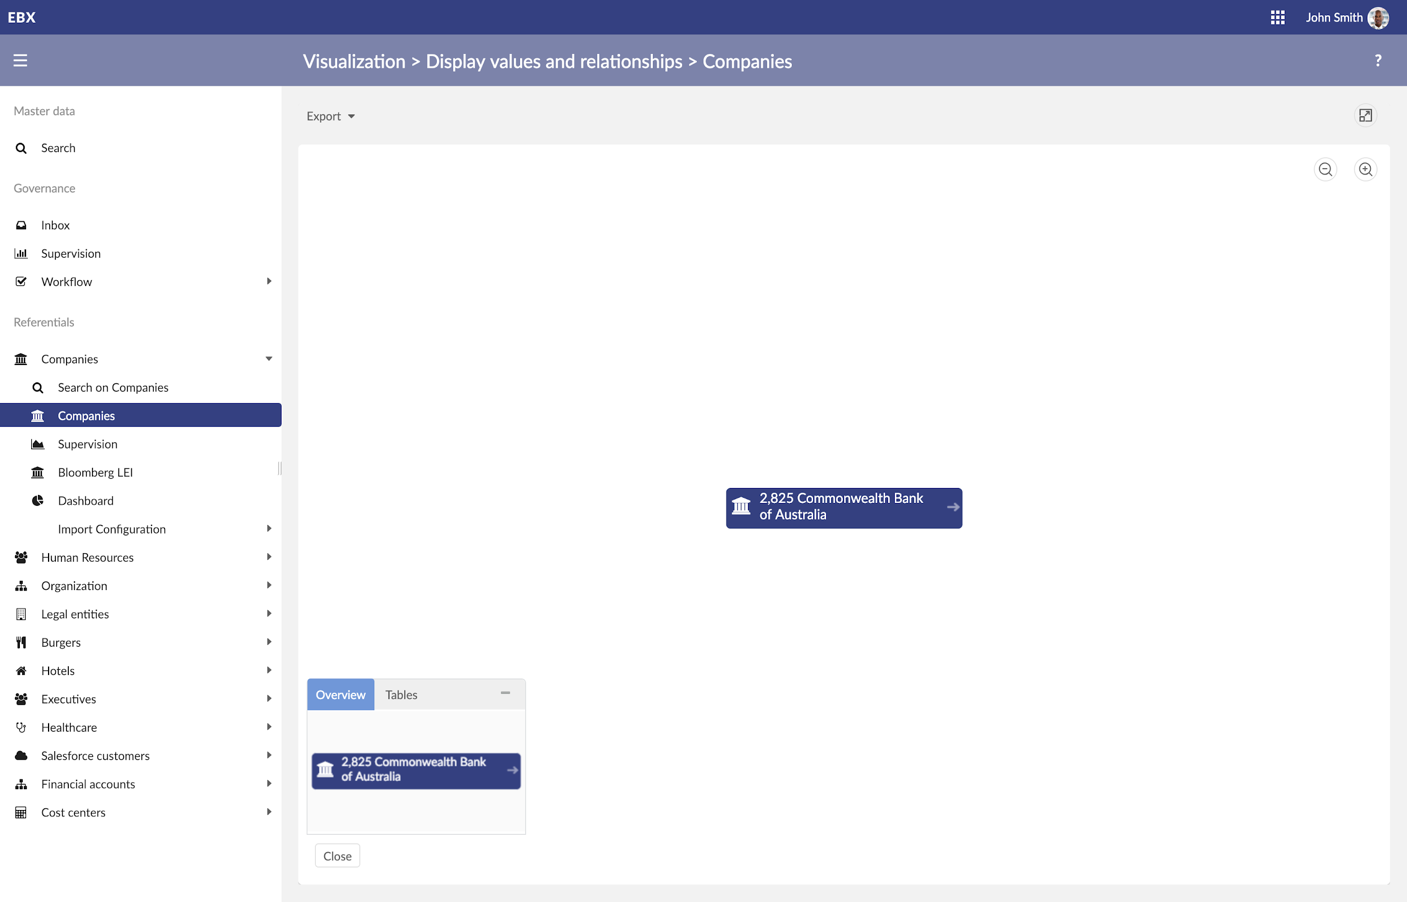 EBX
John Smith
Visualization > Display values and relationships > Companies
?
Master data
Search
Governance
Inbox
Supervision
Workflow
Referentials
Companies
Search on Companies
Companies
Supervision
Bloomberg LEI
Dashboard
Import Configuration
Human Resources
Organization
Legal entities
Burgers
Hotels
Executives
Healthcare
Salesforce customers
Financial accounts
Cost centers
Export
2,825 Commonwealth Bank
of Australia
Overview
Tables
2,825 Commonwealth Bank
of Australia
Close